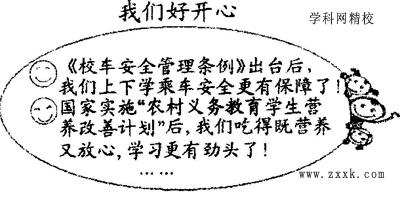 我们好开心
学科网精校
《校车安全管理条例》出台后，
我们上下学乘车安全更有保障了！
国家实施“农村义务教育学生营
养改善计划”后，我们吃得既营养
又放心，学习更有劲头了！
……
www.zxxk.com